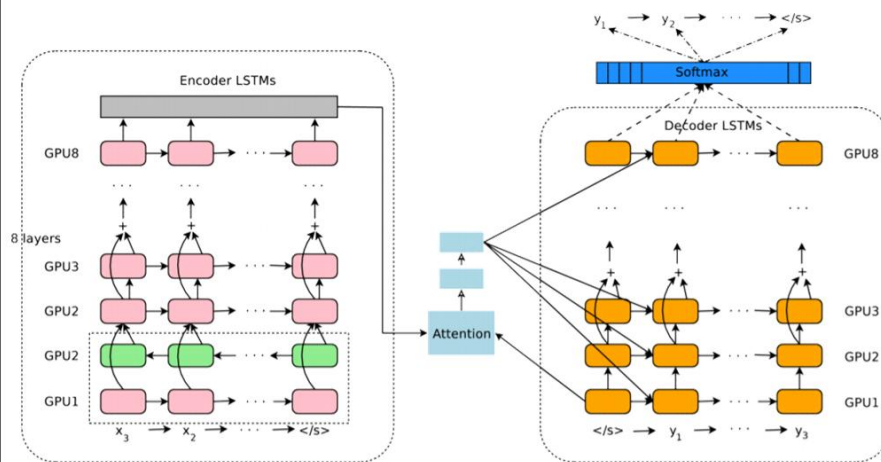 y1 y2 . . . </s>
Softmax
Encoder LSTMs
Decoder LSTMs
GPU8
GPU8
. . .
. . .
. . .
. . .
. . .
. . .
+ + +
8 layers
GPU3
+ + +
GPU2
GPU3
Attention
GPU2
GPU2
GPU1
GPU1
x3 x2 . . . </s>
</s> y1 . . . y3